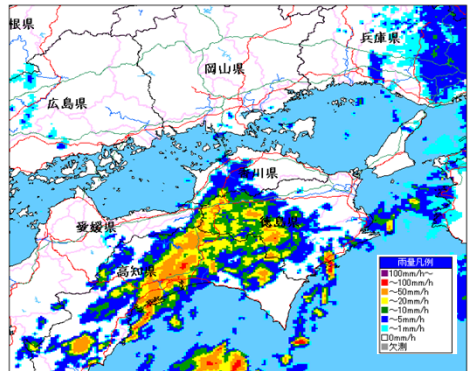 根県
兵庫県
岡山県
広島県
香川県
愛媛県
徳島県
高知県
雨量凡例
100mm/h~
~100mm/h
~50mm/h
~20mm/h
~10mm/h
~5mm/h
~1mm/h
0mm/h
欠測